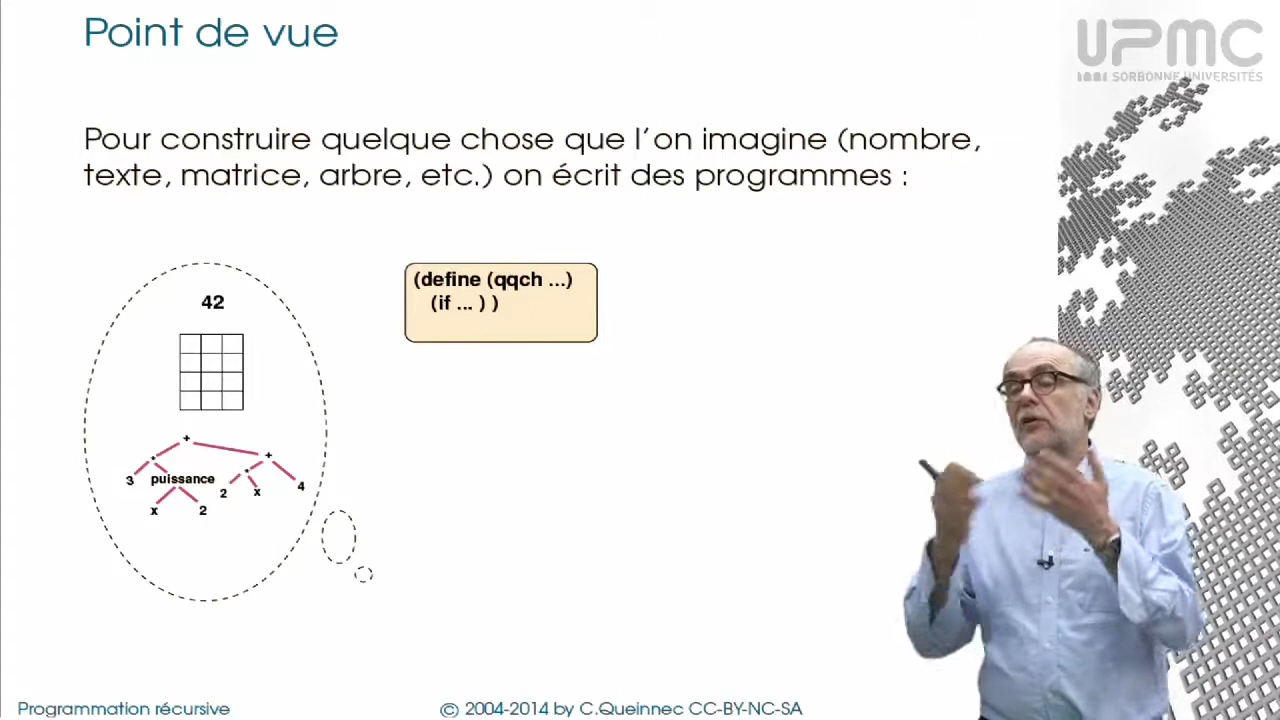 Point de vue
UPMC
SORBONNE UNIVERSITÉS
Pour construire quelque chose que l'on imagine (nombre,
texte, matrice, arbre, etc.) on écrit des programmes :
42
(define (qqch ...)
(if ... ) )
+
* +
3 puissance * 4
2 x
x 2
Programmation récursive
© 2004-2014 by C.Queinnec CC-BY-NC-SA